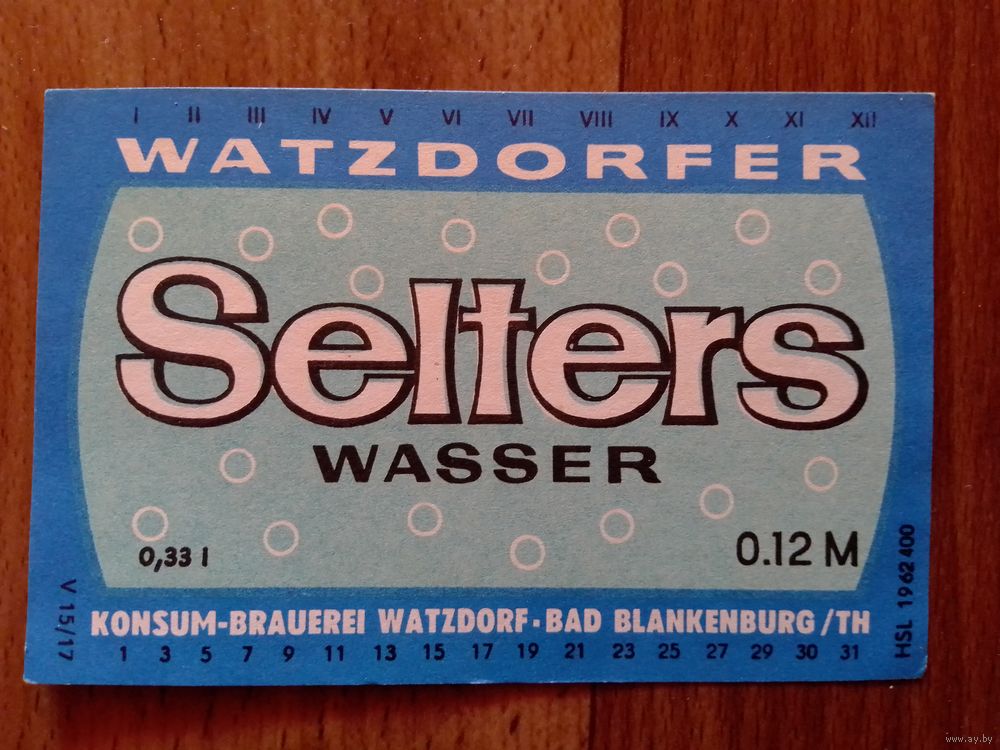 I II III IV V VI VII VIII IX X XI XII
WATZDORFER
Selters
WASSER
0,33 l
0.12 M
V 15/17
HSL 1962400
KONSUM-BRAUEREI WATZDORF·BAD BLANKENBURG/TH
1 3 5 7 9 11 13 15 17 19 21 23 25 27 29 30 31
www.ay.by